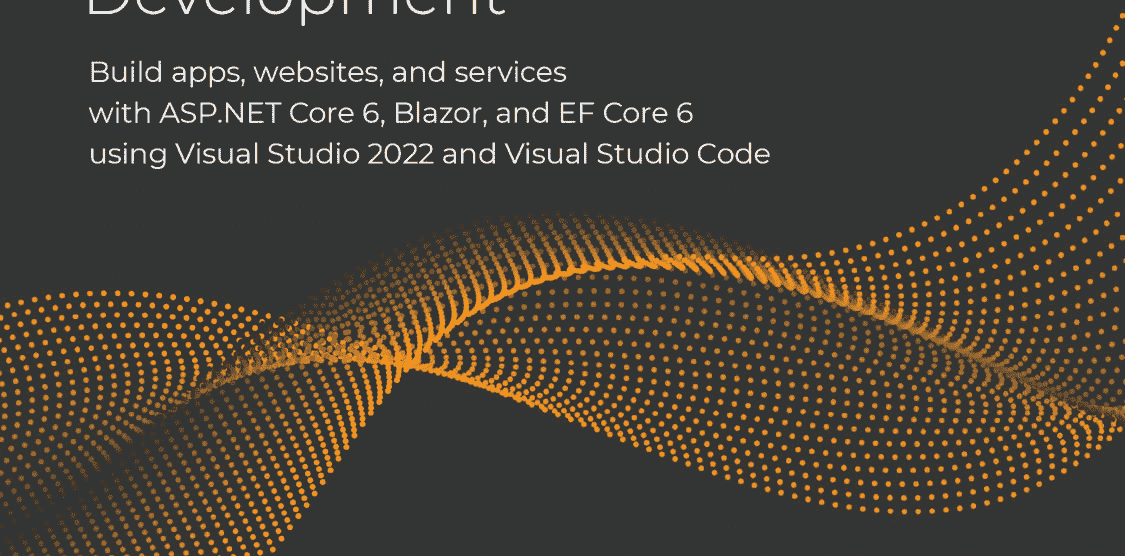 Development
Build apps, websites, and services
with ASP.NET Core 6, Blazor, and EF Core 6
using Visual Studio 2022 and Visual Studio Code